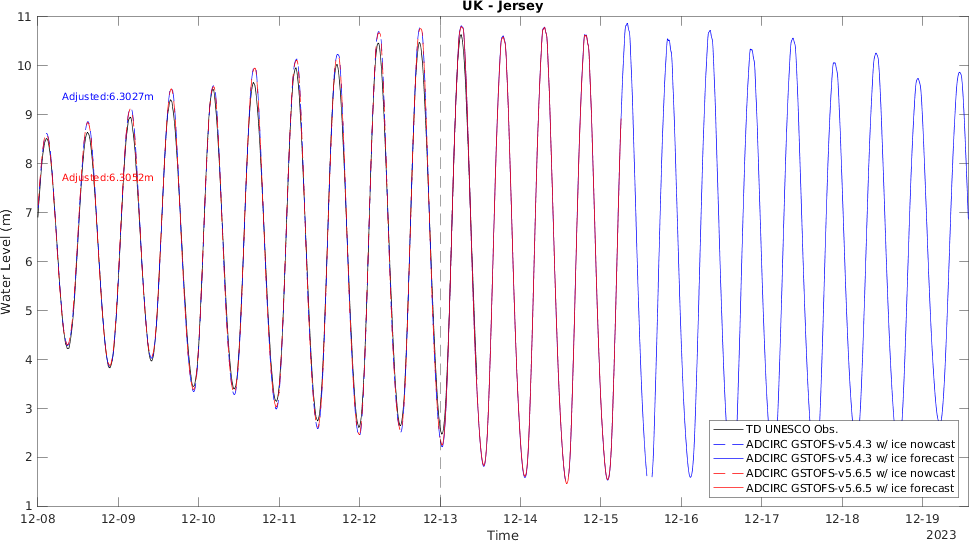 UK - Jersey
11
10
9
8
7
6
5
4
3
2
1
Water Level (m)
Adjusted:6.3027m
Adjusted:6.3052m
TD UNESCO Obs.
ADCIRC GSTOFS-v5.4.3 w/ ice nowcast
ADCIRC GSTOFS-v5.4.3 w/ ice forecast
ADCIRC GSTOFS-v5.6.5 w/ ice nowcast
ADCIRC GSTOFS-v5.6.5 w/ ice forecast
12-08 12-09 12-10 12-11 12-12 12-13 12-14 12-15 12-16 12-17 12-18 12-19
Time
2023